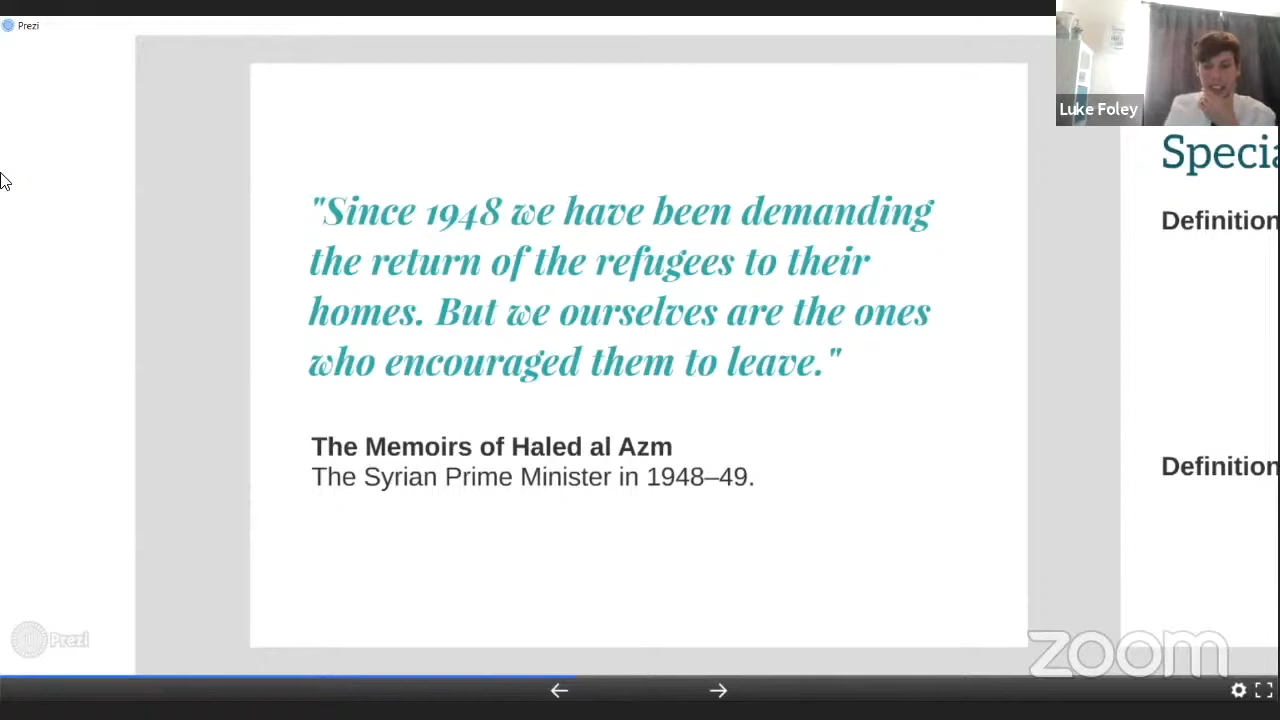 Prezi
Luke Foley
"Since 1948 we have been demanding
the return of the refugees to their
homes. But we ourselves are the ones
who encouraged them to leave."
The Memoirs of Haled al Azm
The Syrian Prime Minister in 1948–49.
Specia
Definition
Definition
Prezi
zoom